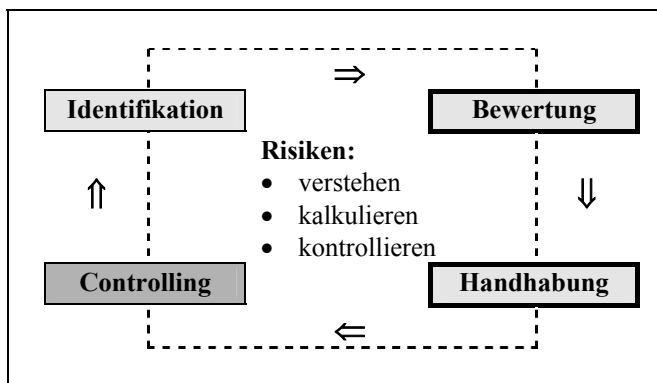 ⇒
Identifikation
Bewertung
Risiken:
• verstehen
• kalkulieren
• kontrollieren
⇑
⇓
Controlling
Handhabung
⇐